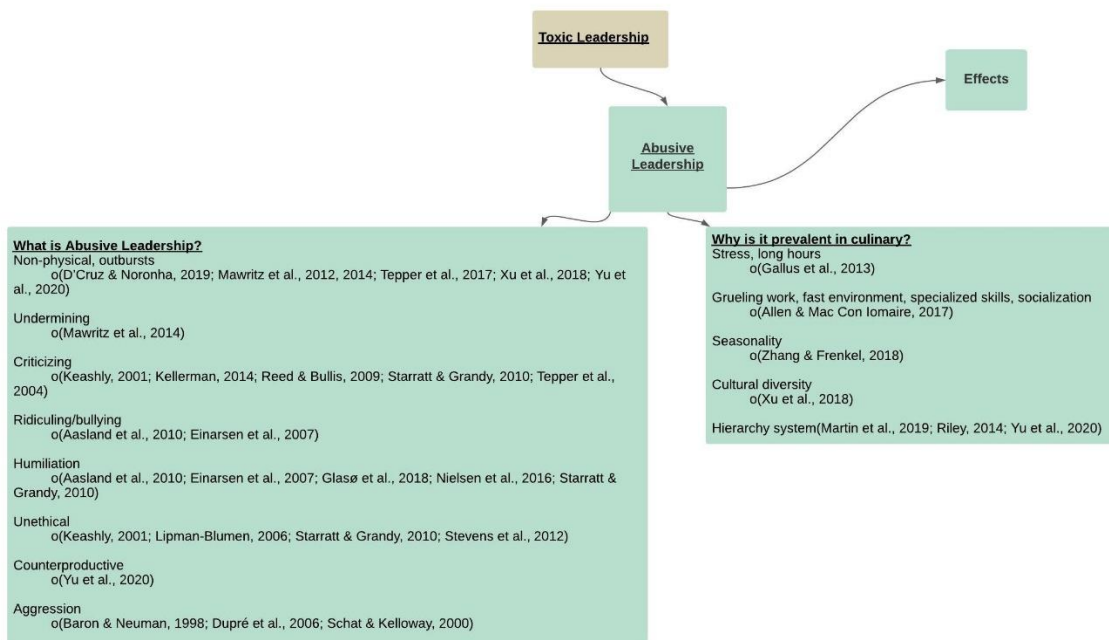 Toxic Leadership
Effects
Abusive
Leadership
What is Abusive Leadership?
Non-physical, outbursts
o(D'Cruz & Noronha, 2019; Mawritz et al., 2012, 2014; Tepper et al., 2017; Xu et al., 2018; Yu et
al., 2020)
Undermining
o(Mawritz et al., 2014)
Criticizing
o(Keashly, 2001; Kellerman, 2014; Reed & Bullis, 2009; Starratt & Grandy, 2010; Tepper et al.,
2004)
Ridiculing/bullying
o(Aasland et al., 2010; Einarsen et al., 2007)
Humiliation
o(Aasland et al., 2010; Einarsen et al., 2007; Glasø et al., 2018; Nielsen et al., 2016; Starratt &
Grandy, 2010)
Unethical
o(Keashly, 2001; Lipman-Blumen, 2006; Starratt & Grandy, 2010; Stevens et al., 2012)
Counterproductive
o(Yu et al., 2020)
Aggression
o(Baron & Neuman, 1998; Dupré et al., 2006; Schat & Kelloway, 2000)
Why is it prevalent in culinary?
Stress, long hours
o(Gallus et al., 2013)
Grueling work, fast environment, specialized skills, socialization
o(Allen & Mac Con Iomaire, 2017)
Seasonality
o(Zhang & Frenkel, 2018)
Cultural diversity
o(Xu et al., 2018)
Hierarchy system(Martin et al., 2019; Riley, 2014; Yu et al., 2020)